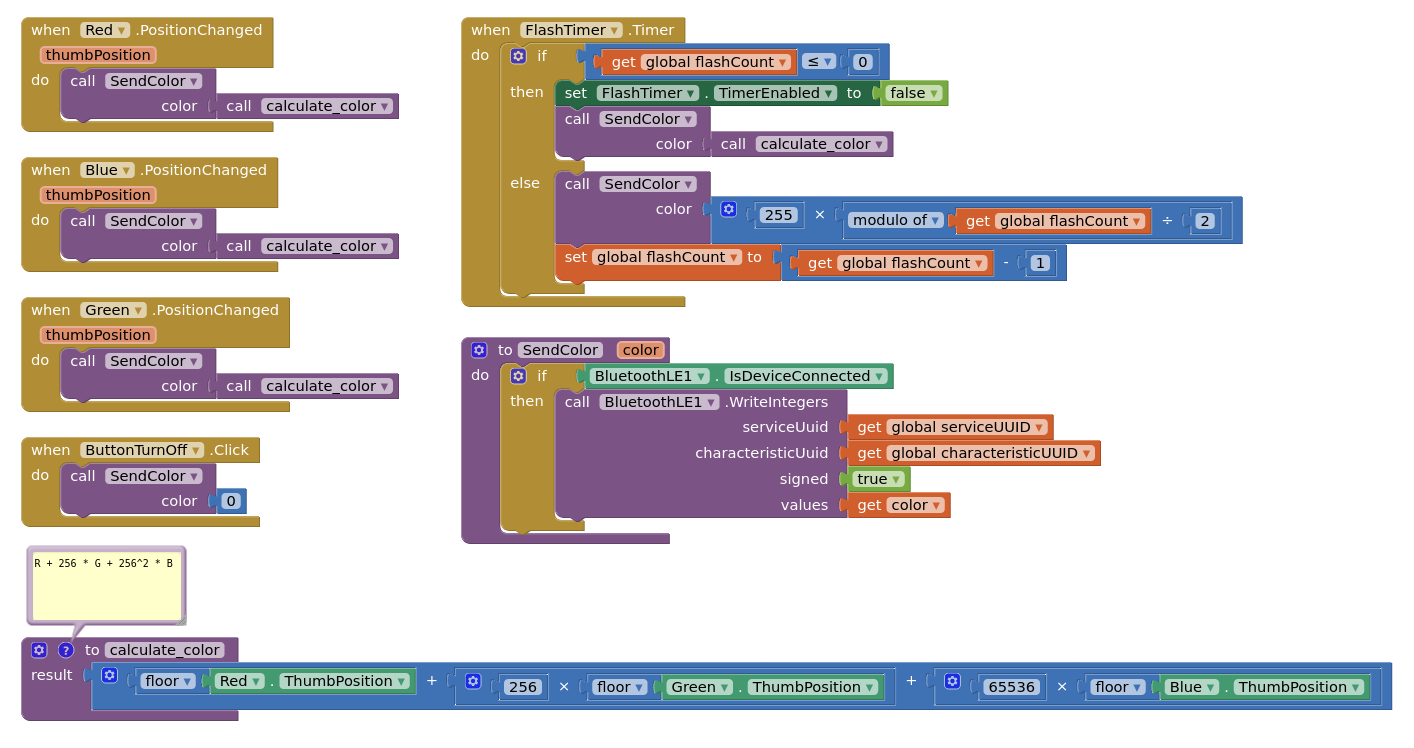 when Red .PositionChanged
thumbPosition
do call SendColor
color call calculate_color
when Blue .PositionChanged
thumbPosition
do call SendColor
color call calculate_color
when Green .PositionChanged
thumbPosition
do call SendColor
color call calculate_color
when ButtonTurnOff .Click
do call SendColor
color 0
when FlashTimer .Timer
do if get global flashCount ≤ 0
then set FlashTimer . TimerEnabled to false
call SendColor
color call calculate_color
else call SendColor
color 255 × modulo of get global flashCount ÷ 2
set global flashCount to get global flashCount - 1
to SendColor color
do if BluetoothLE1 . IsDeviceConnected
then call BluetoothLE1 .WriteIntegers
serviceUuid get global serviceUUID
characteristicUuid get global characteristicUUID
signed true
values get color
R + 256 * G + 256^2 * B
? to calculate_color
result floor Red . ThumbPosition + 256 × floor Green . ThumbPosition + 65536 × floor Blue . ThumbPosition